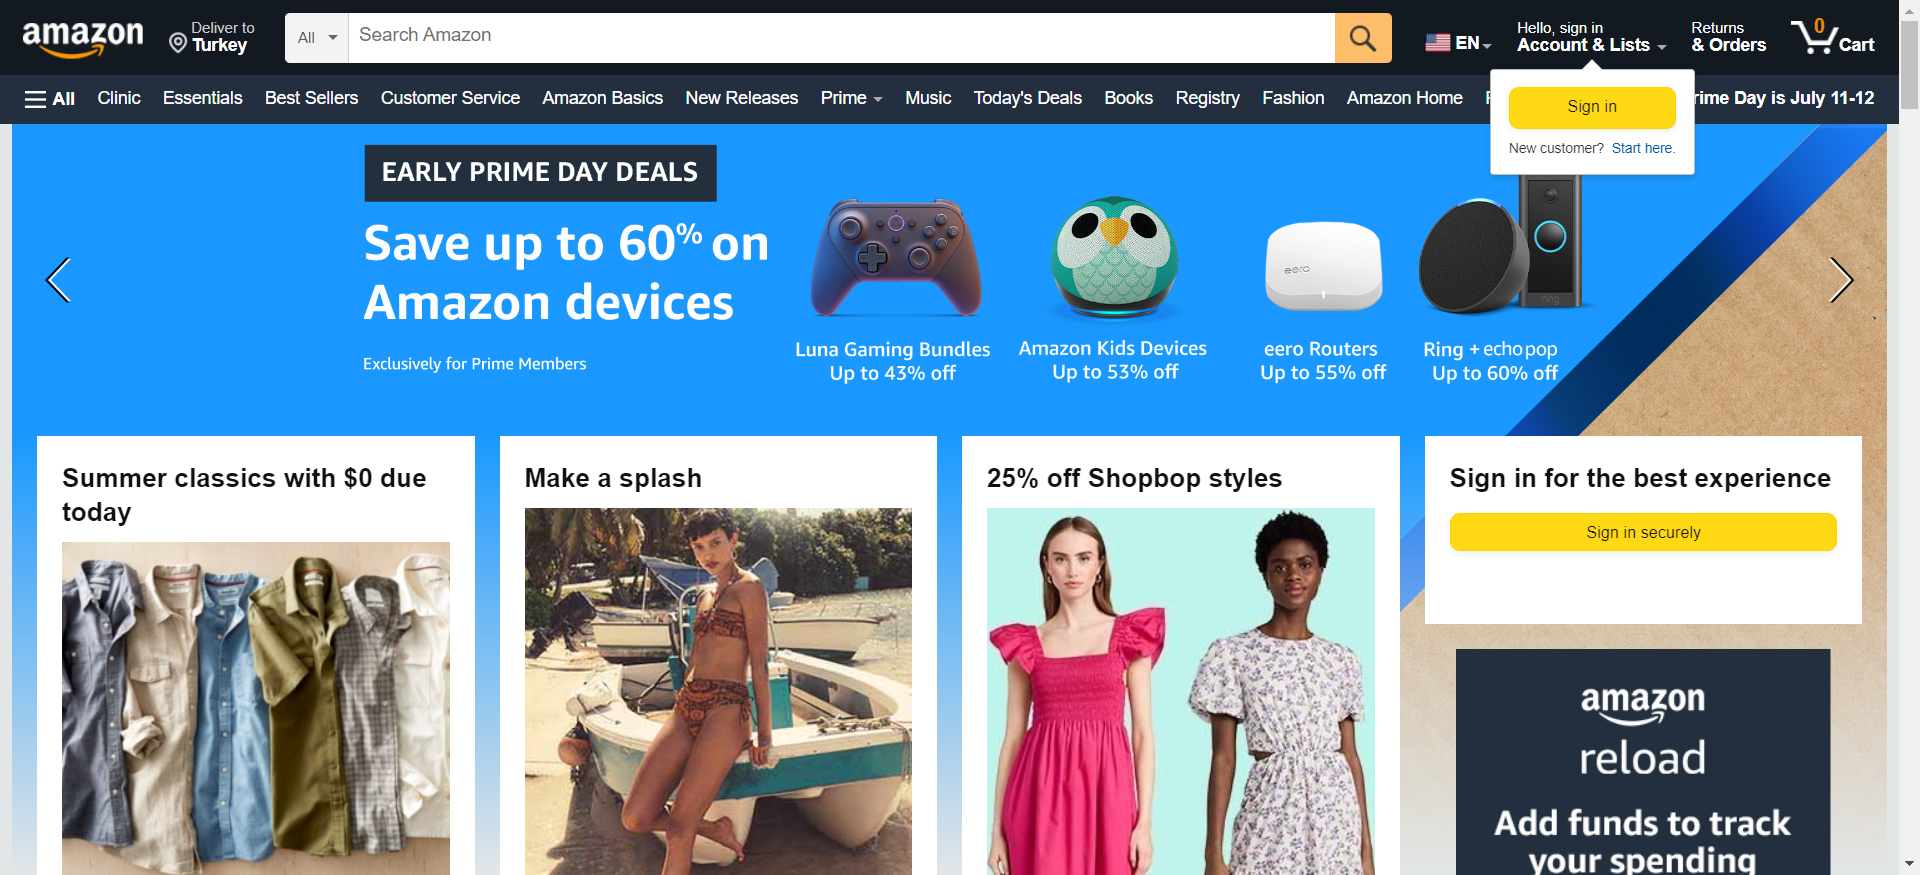 amazon
Deliver to
Turkey
All
Search Amazon
EN
Hello, sign in
Account & Lists
Returns
& Orders
0
Cart
All
Clinic
Essentials
Best Sellers
Customer Service
Amazon Basics
New Releases
Prime
Music
Today's Deals
Books
Registry
Fashion
Amazon Home
rime Day is July 11-12
Sign in
New customer? Start here.
EARLY PRIME DAY DEALS
Save up to 60% on
Amazon devices
Exclusively for Prime Members
eero
ring
Luna Gaming Bundles
Up to 43% off
Amazon Kids Devices
Up to 53% off
eero Routers
Up to 55% off
Ring + echo pop
Up to 60% off
Summer classics with $0 due
today
Make a splash
25% off Shopbop styles
Sign in for the best experience
Sign in securely
amazon
reload
Add funds to track
your spending